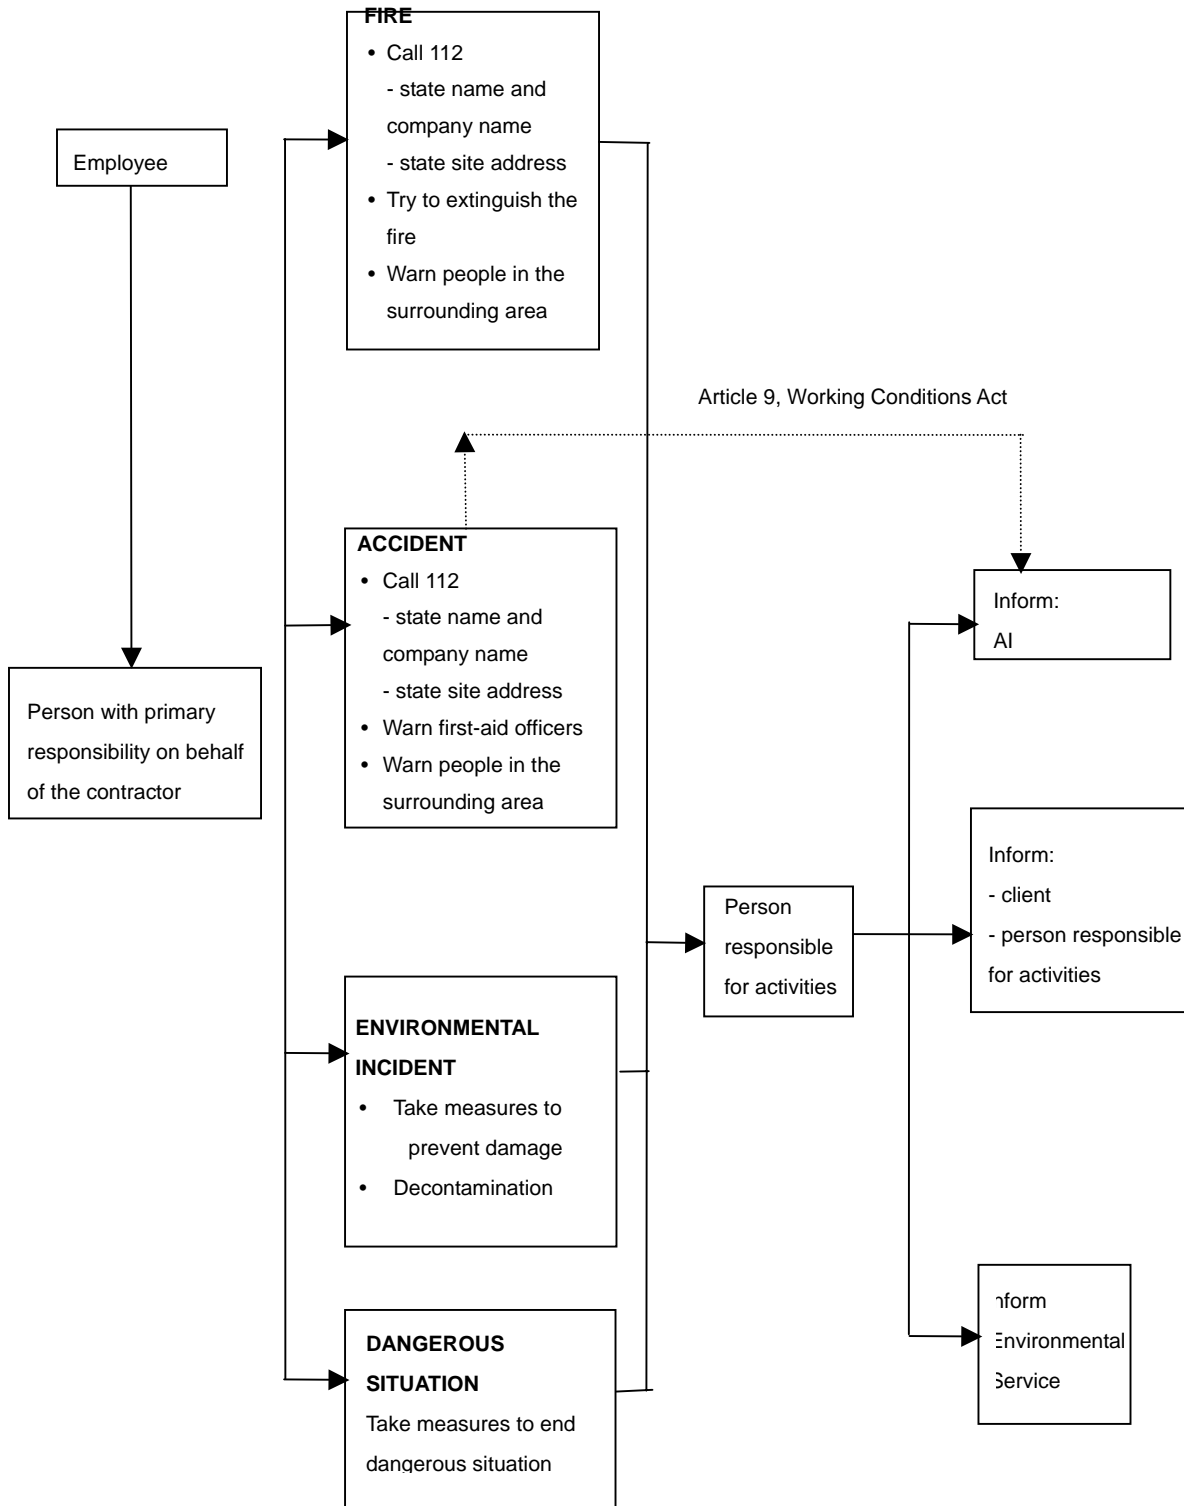 Employee
Person with primary
responsibility on behalf
of the contractor
FIRE
• Call 112
- state name and
company name
- state site address
• Try to extinguish the
fire
• Warn people in the
surrounding area
ACCIDENT
• Call 112
- state name and
company name
- state site address
• Warn first-aid officers
• Warn people in the
surrounding area
ENVIRONMENTAL
INCIDENT
• Take measures to
prevent damage
• Decontamination
DANGEROUS
SITUATION
Take measures to end
dangerous situation
Article 9, Working Conditions Act
Person
responsible
for activities
Inform:
AI
Inform:
- client
- person responsible
for activities
nform
Environmental
Service